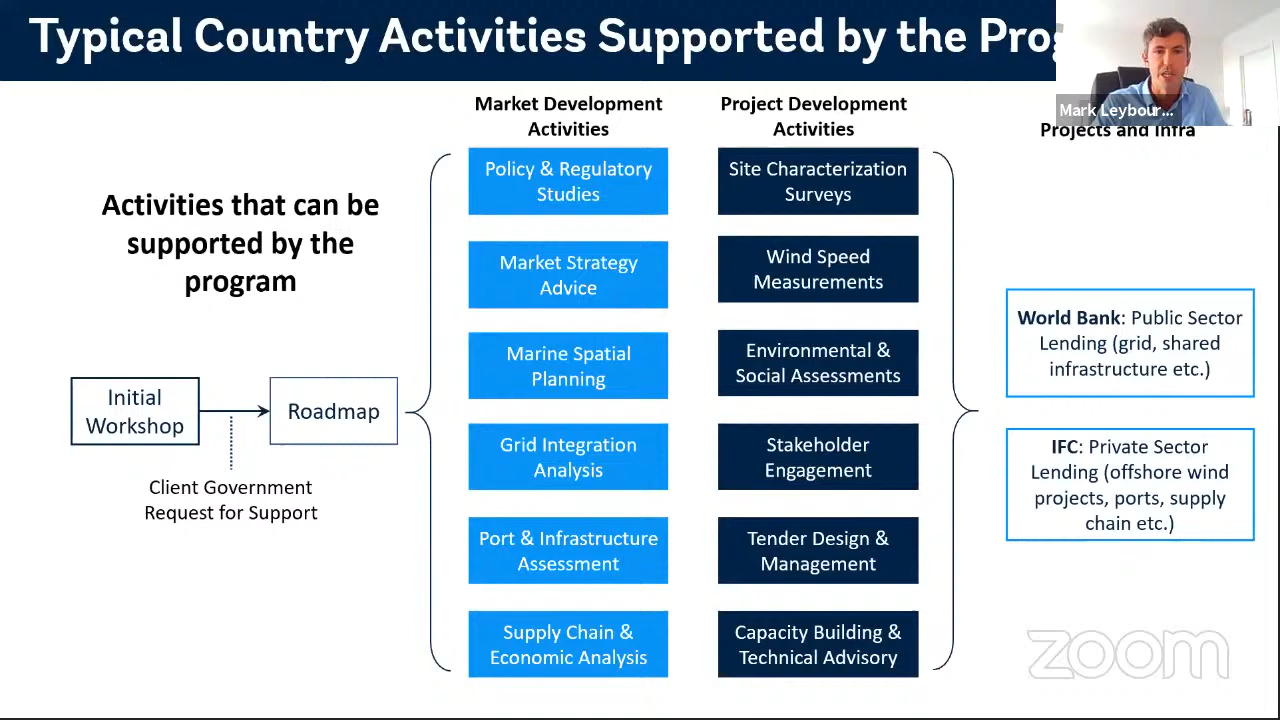 Typical Country Activities Supported by the Prog
Mark Leybour...
Market Development
Activities
Project Development
Activities
Projects and Infra
Activities that can be
supported by the
program
Initial
Workshop
Roadmap
Client Government
Request for Support
Policy & Regulatory
Studies
Market Strategy
Advice
Marine Spatial
Planning
Grid Integration
Analysis
Port & Infrastructure
Assessment
Supply Chain &
Economic Analysis
Site Characterization
Surveys
Wind Speed
Measurements
Environmental &
Social Assessments
Stakeholder
Engagement
Tender Design &
Management
Capacity Building &
Technical Advisory
World Bank: Public Sector
Lending (grid, shared
infrastructure etc.)
IFC: Private Sector
Lending (offshore wind
projects, ports, supply
chain etc.)
zoom